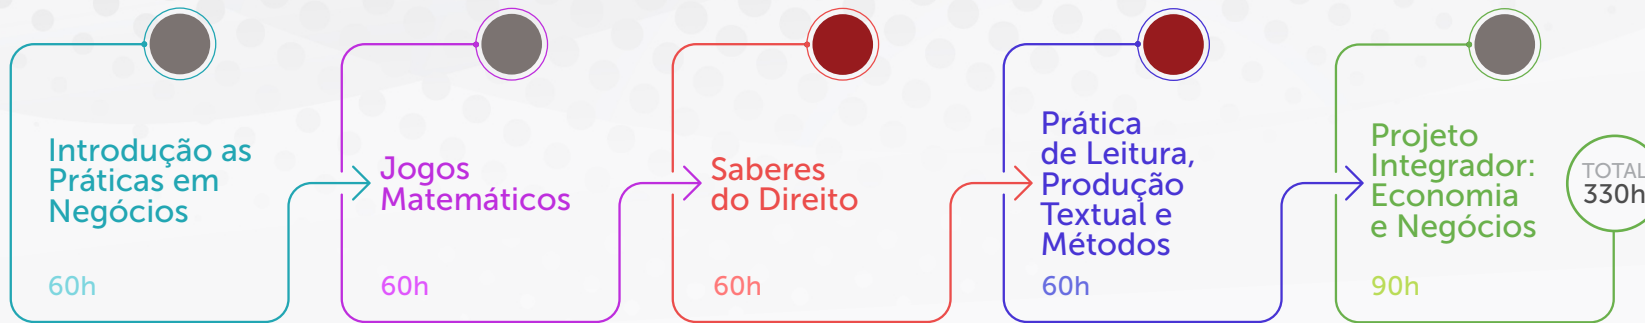 Introdução as
Práticas em
Negócios
60h
Jogos
Matemáticos
60h
Saberes
do Direito
60h
Prática
de Leitura,
Produção
Textual e
Métodos
60h
Projeto
Integrador:
Economia
e Negócios
90h
TOTAL
330h